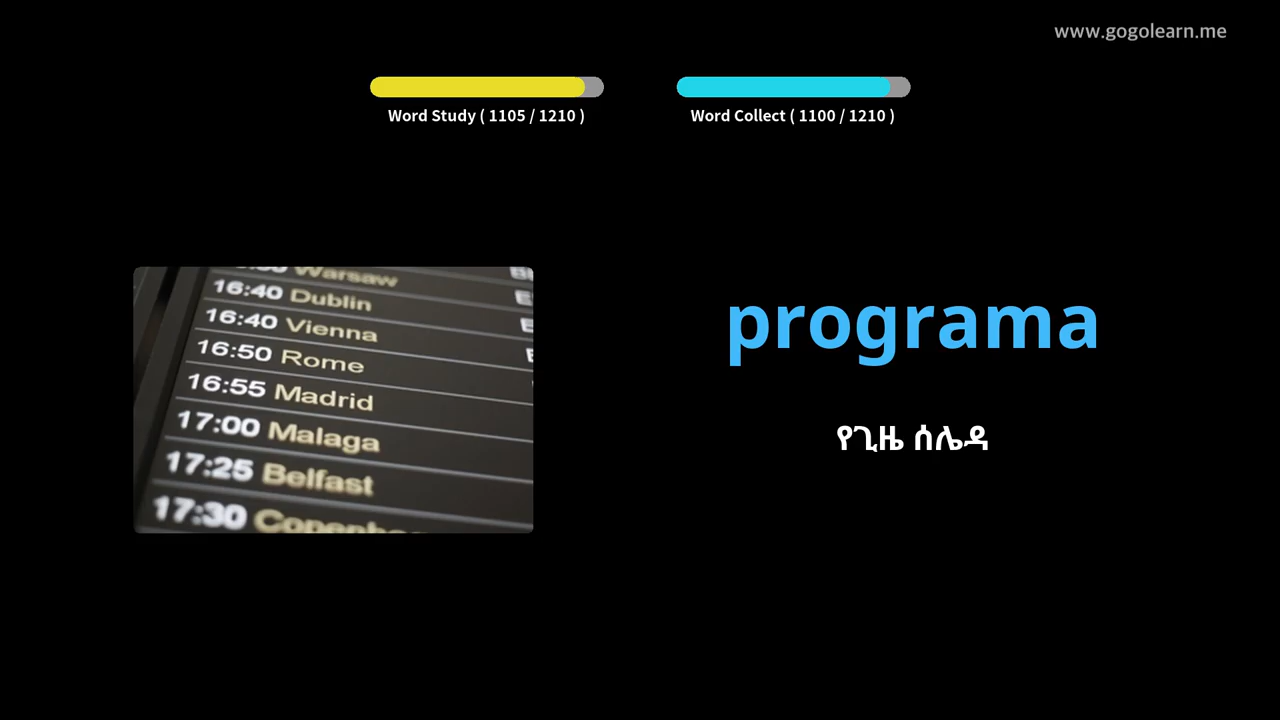 www.gogolearn.me
Word Study ( 1105 / 1210 )
Word Collect ( 1100 / 1210 )
Warsaw
16:40 Dublin
16:40 Vienna
16:50 Rome
16:55 Madrid
17:00 Malaga
17:25 Belfast
17:30
programa
የጊዜ ሰሌዳ